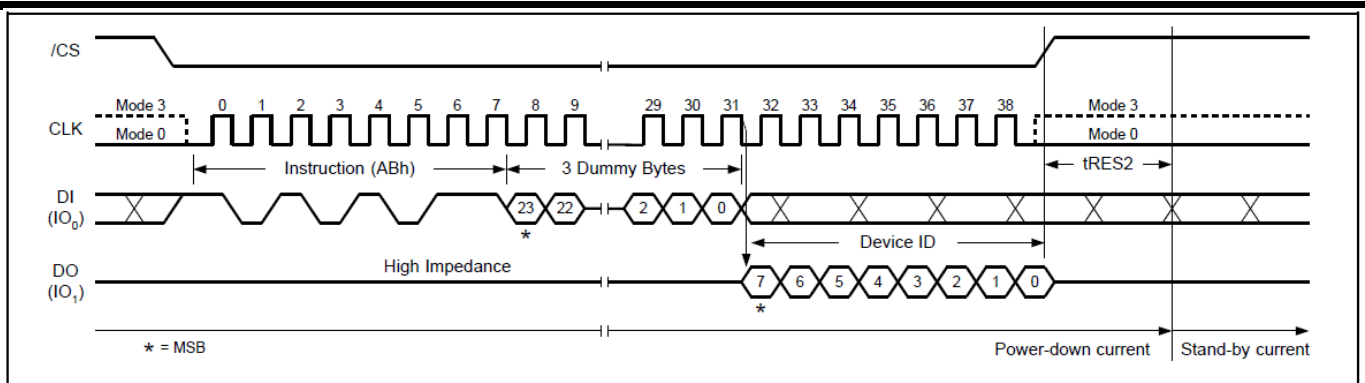 /CS
Mode 3 0 1 2 3 4 5 6 7 8 9 29 30 31 32 33 34 35 36 37 38 Mode 3
CLK
Mode 0 Mode 0
Instruction (ABh) 3 Dummy Bytes tRES2
DI
(IO0)
23 22 2 1 0
*
Device ID
High Impedance
DO
(IO1)
7 6 5 4 3 2 1 0
*
* = MSB Power-down current Stand-by current